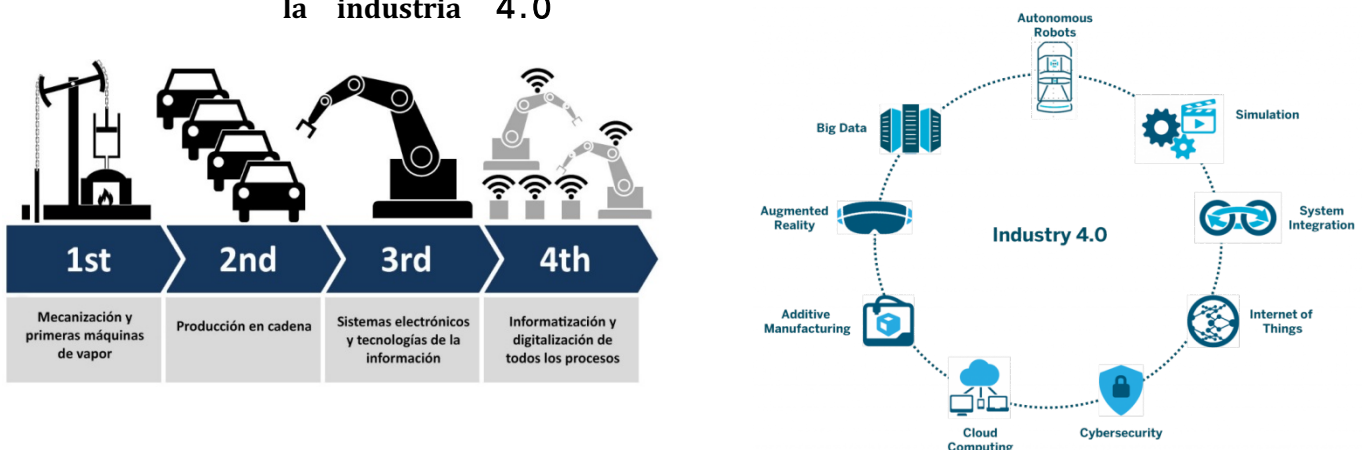 la industria 4.0
1st
2nd
3rd
4th
Mecanización y
primeras máquinas
de vapor
Producción en cadena
Sistemas electrónicos
y tecnologías de la
información
Informatización y
digitalización de
todos los procesos
Autonomous
Robots
Simulation
System
Integration
Internet of
Things
Cybersecurity
Cloud
Computing
Additive
Manufacturing
Augmented
Reality
Big Data
Industry 4.0